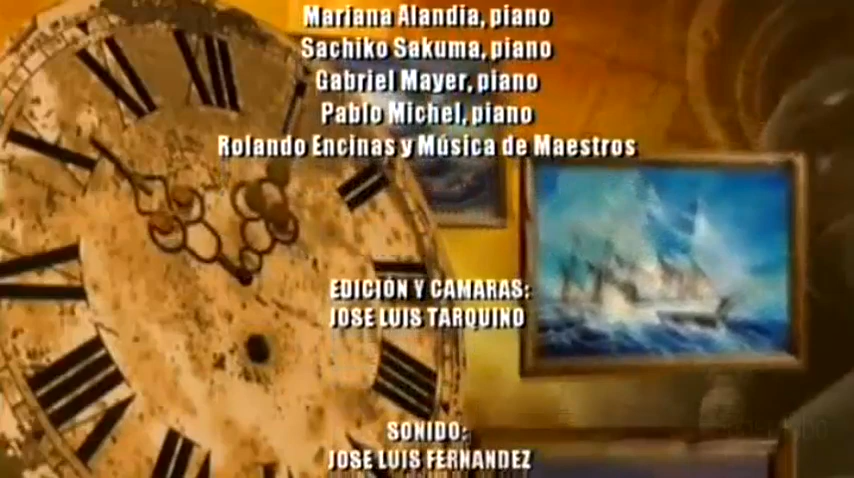 Mariana Alandia, piano
Sachiko Sakuma, piano
Gabriel Mayer, piano
Pablo Michel, piano
Rolando Encinas y Música de Maestros
EDICIÓN Y CAMARAS:
JOSE LUIS TARQUINO
SONIDO:
JOSE LUIS FERNANDEZ